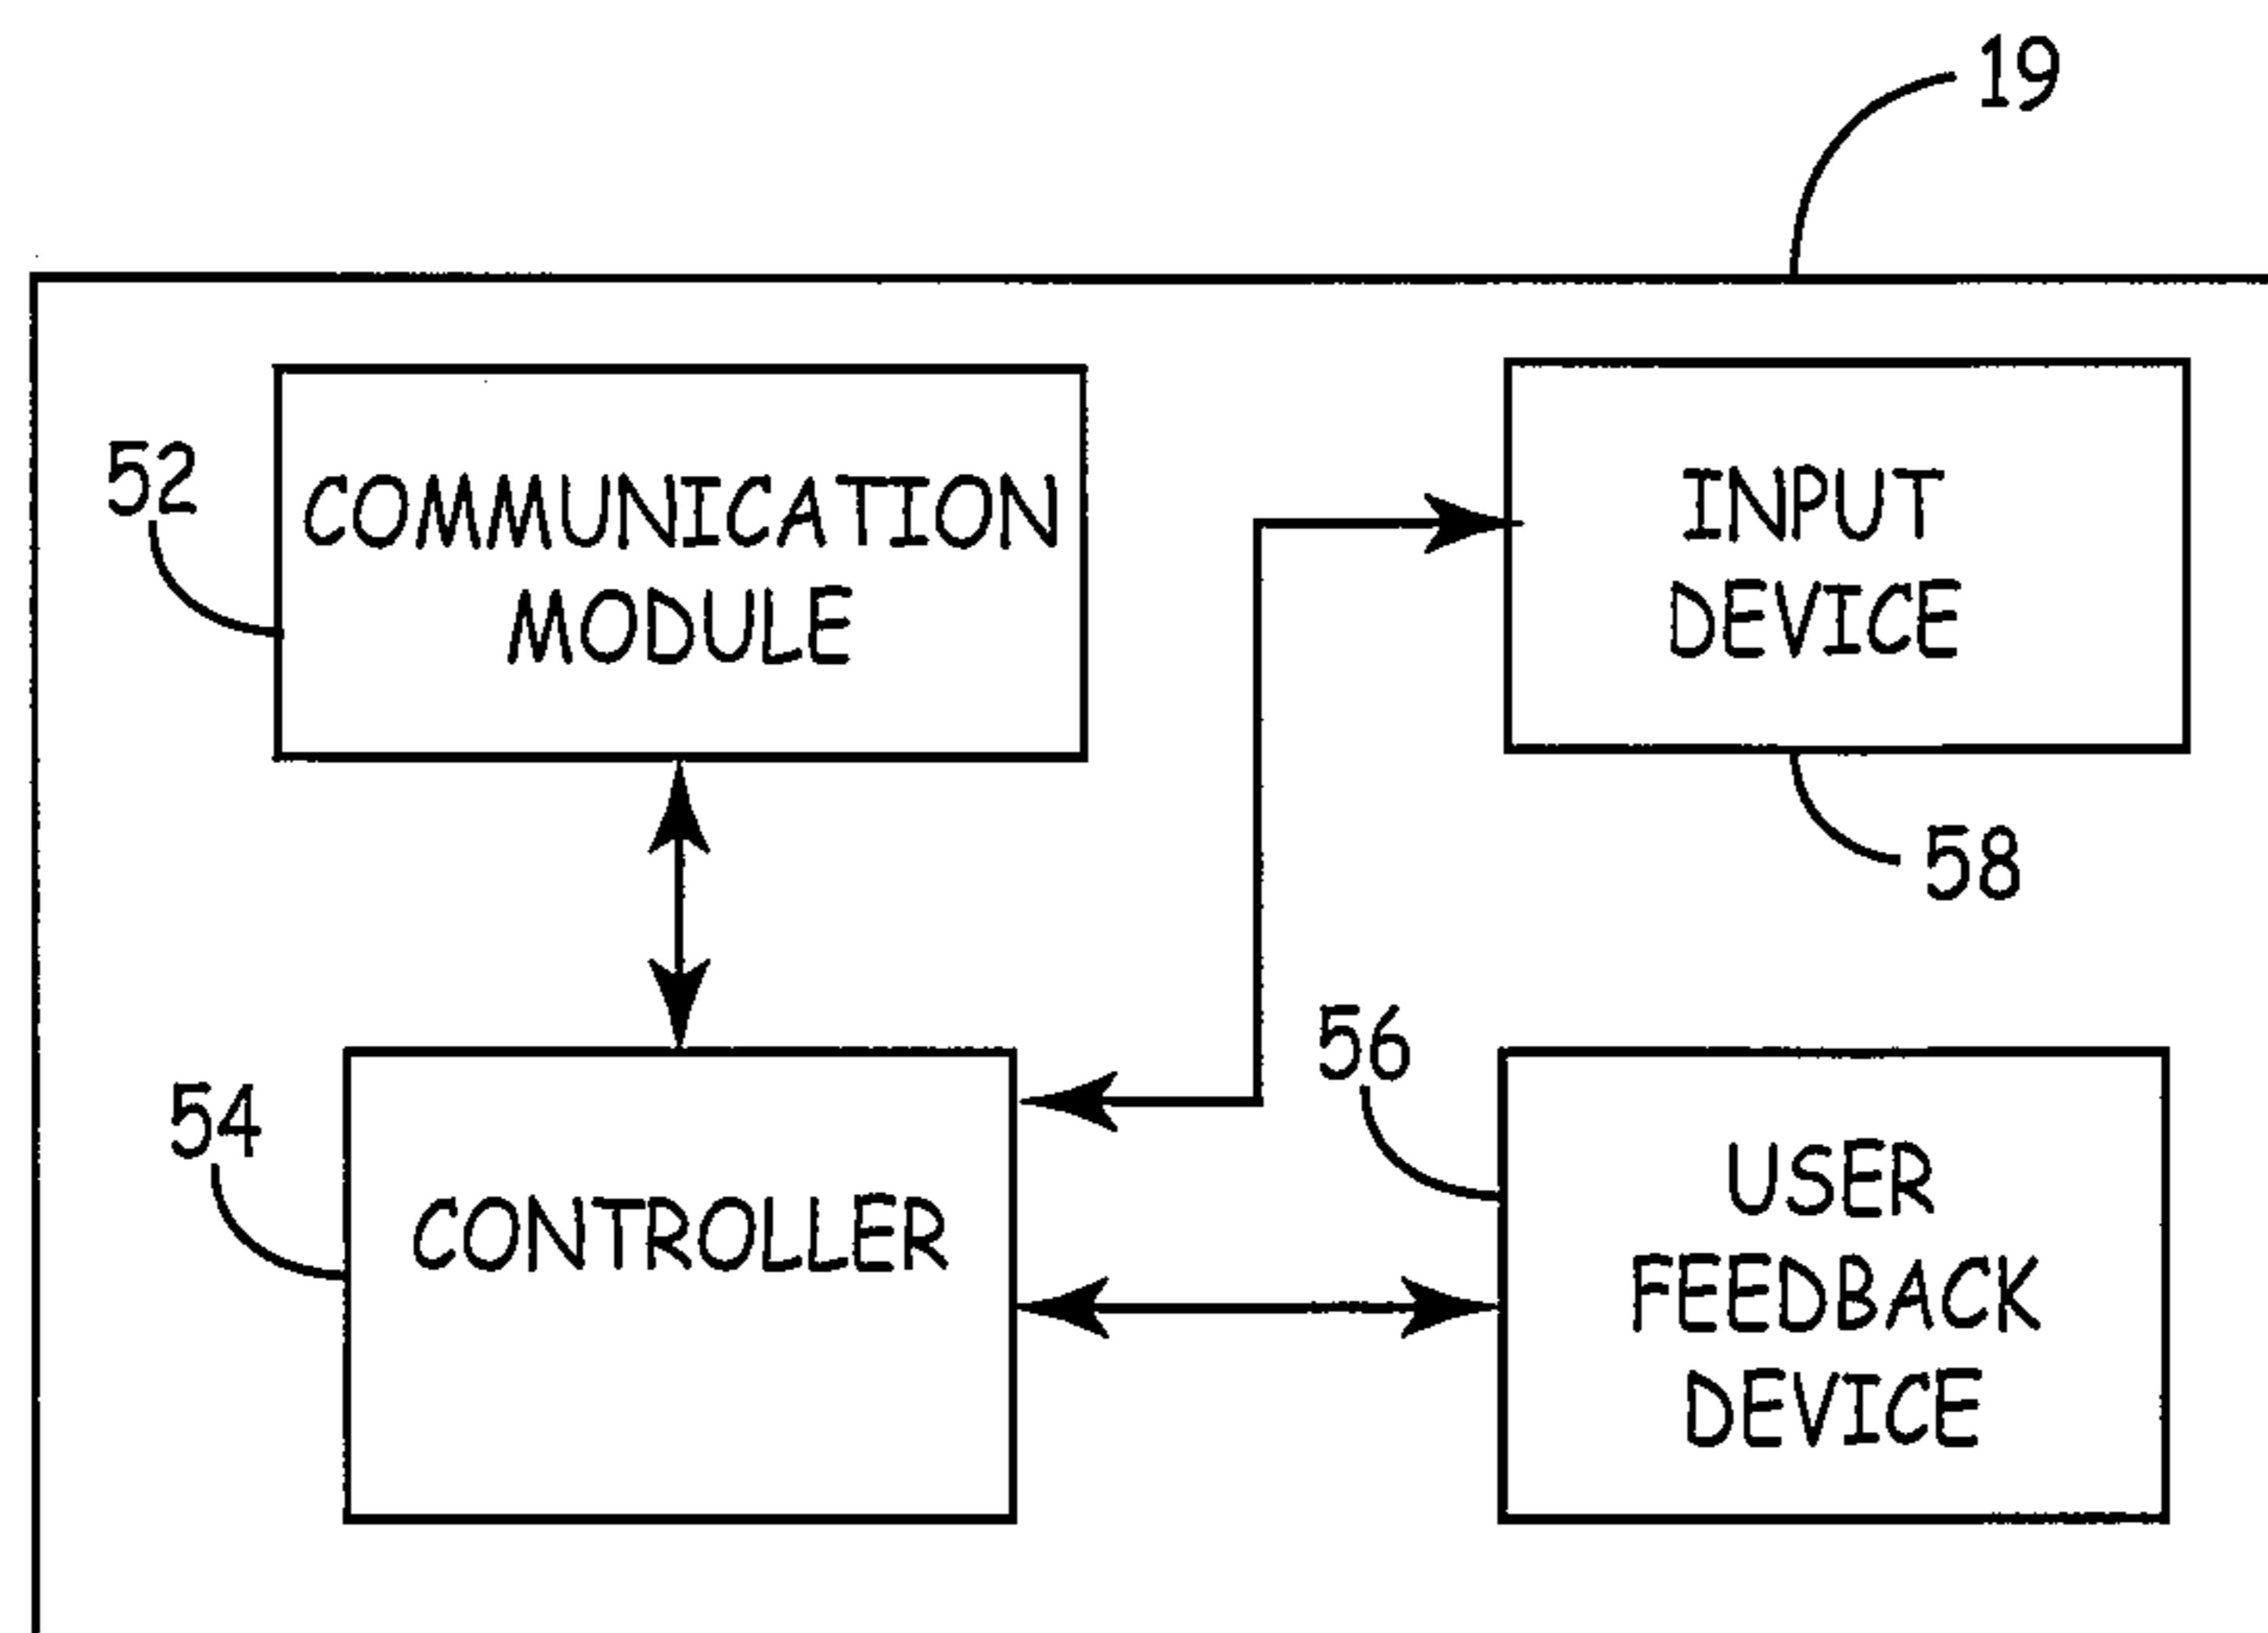 19
52
COMMUNICATION
MODULE
INPUT
DEVICE
58
54
CONTROLLER
56
USER
FEEDBACK
DEVICE